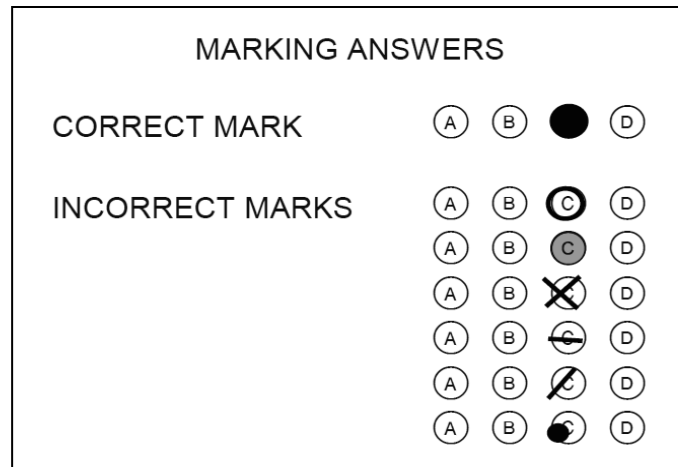 MARKING ANSWERS
CORRECT MARK A B D
INCORRECT MARKS A B C D
A B C D
A B C D
A B C D
A B C D
A B C D